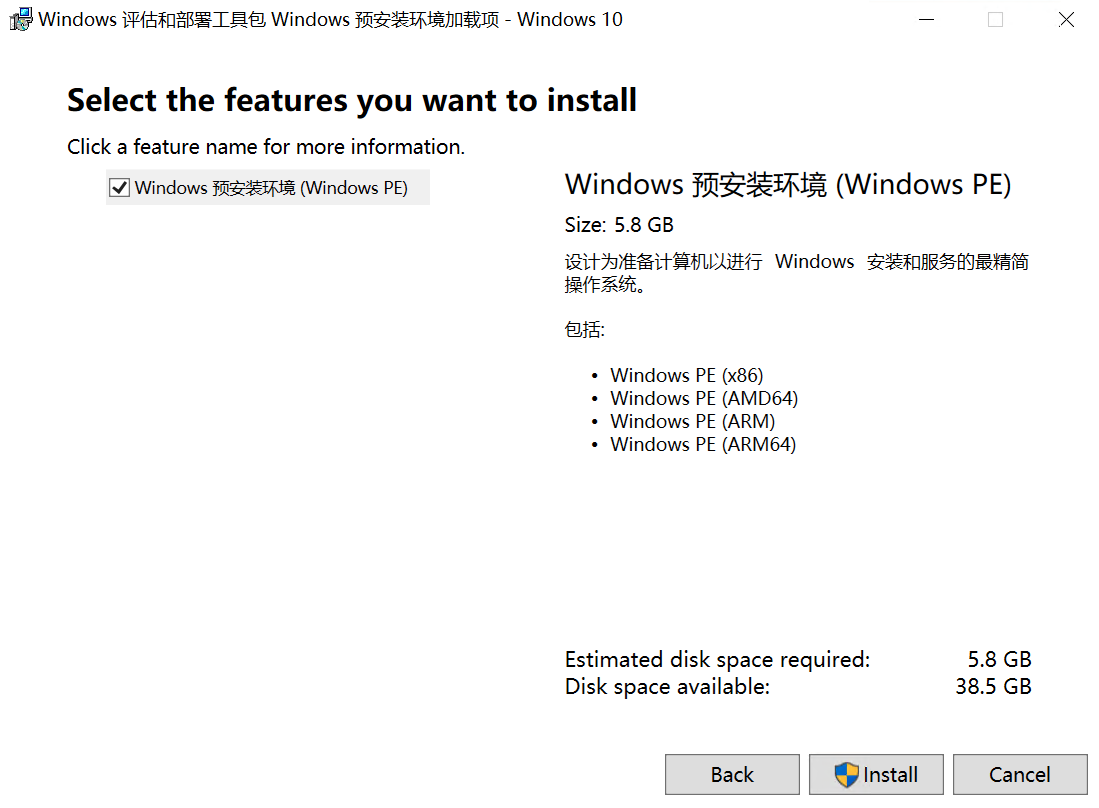 Windows 评估和部署工具包 Windows 预安装环境加载项 - Windows 10
Select the features you want to install
Click a feature name for more information.
Windows 预安装环境 (Windows PE)
Windows 预安装环境 (Windows PE)
Size: 5.8 GB
设计为准备计算机以进行 Windows 安装和服务的最精简
操作系统。
包括:
• Windows PE (x86)
• Windows PE (AMD64)
• Windows PE (ARM)
• Windows PE (ARM64)
Estimated disk space required: 5.8 GB
Disk space available: 38.5 GB
Back Install Cancel